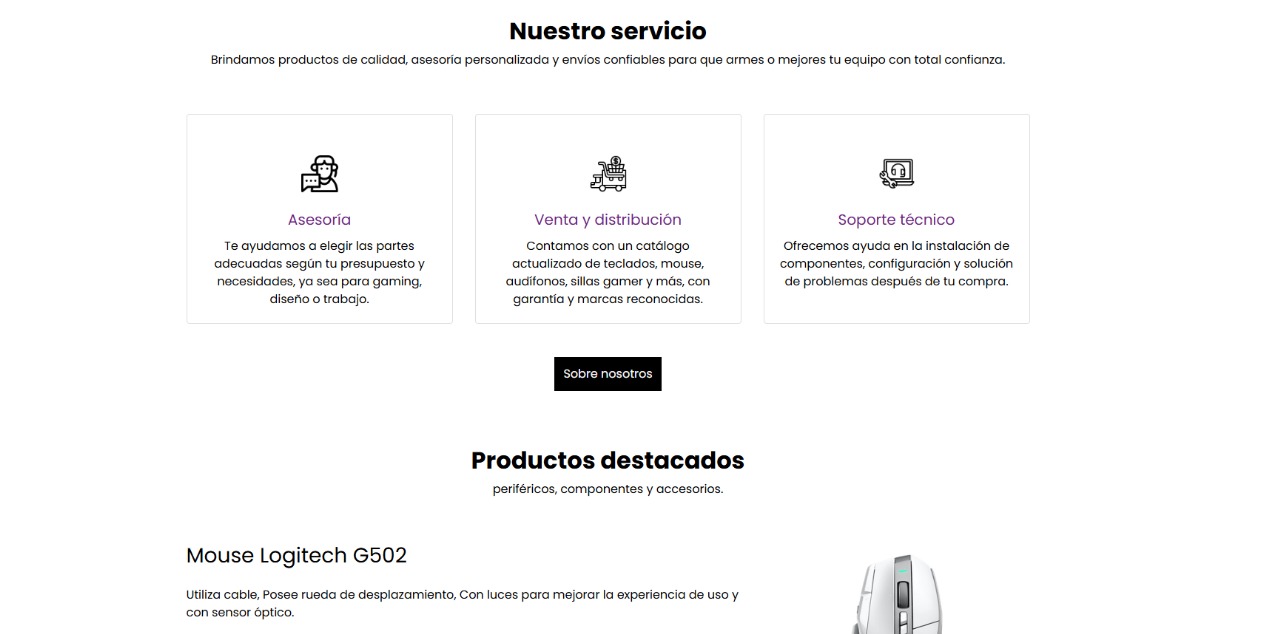 Nuestro servicio
Brindamos productos de calidad, asesoría personalizada y envíos confiables para que armes o mejores tu equipo con total confianza.
Asesoría
Te ayudamos a elegir las partes
adecuadas según tu presupuesto y
necesidades, ya sea para gaming,
diseño o trabajo.
Venta y distribución
Contamos con un catálogo
actualizado de teclados, mouse,
audífonos, sillas gamer y más, con
garantía y marcas reconocidas.
Soporte técnico
Ofrecemos ayuda en la instalación de
componentes, configuración y solución
de problemas después de tu compra.
Sobre nosotros
Productos destacados
periféricos, componentes y accesorios.
Mouse Logitech G502
Utiliza cable, Posee rueda de desplazamiento, Con luces para mejorar la experiencia de uso y
con sensor óptico.